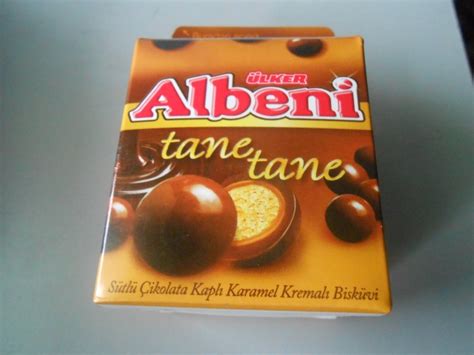 ÜLKER
Albeni
tane
tane
Sütlü Çikolata Kaplı Karamel Kremalı Bisküvi